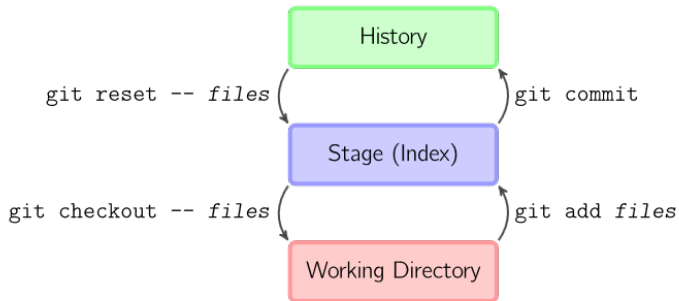 History
git reset -- files
git commit
Stage (Index)
git checkout -- files
git add files
Working Directory